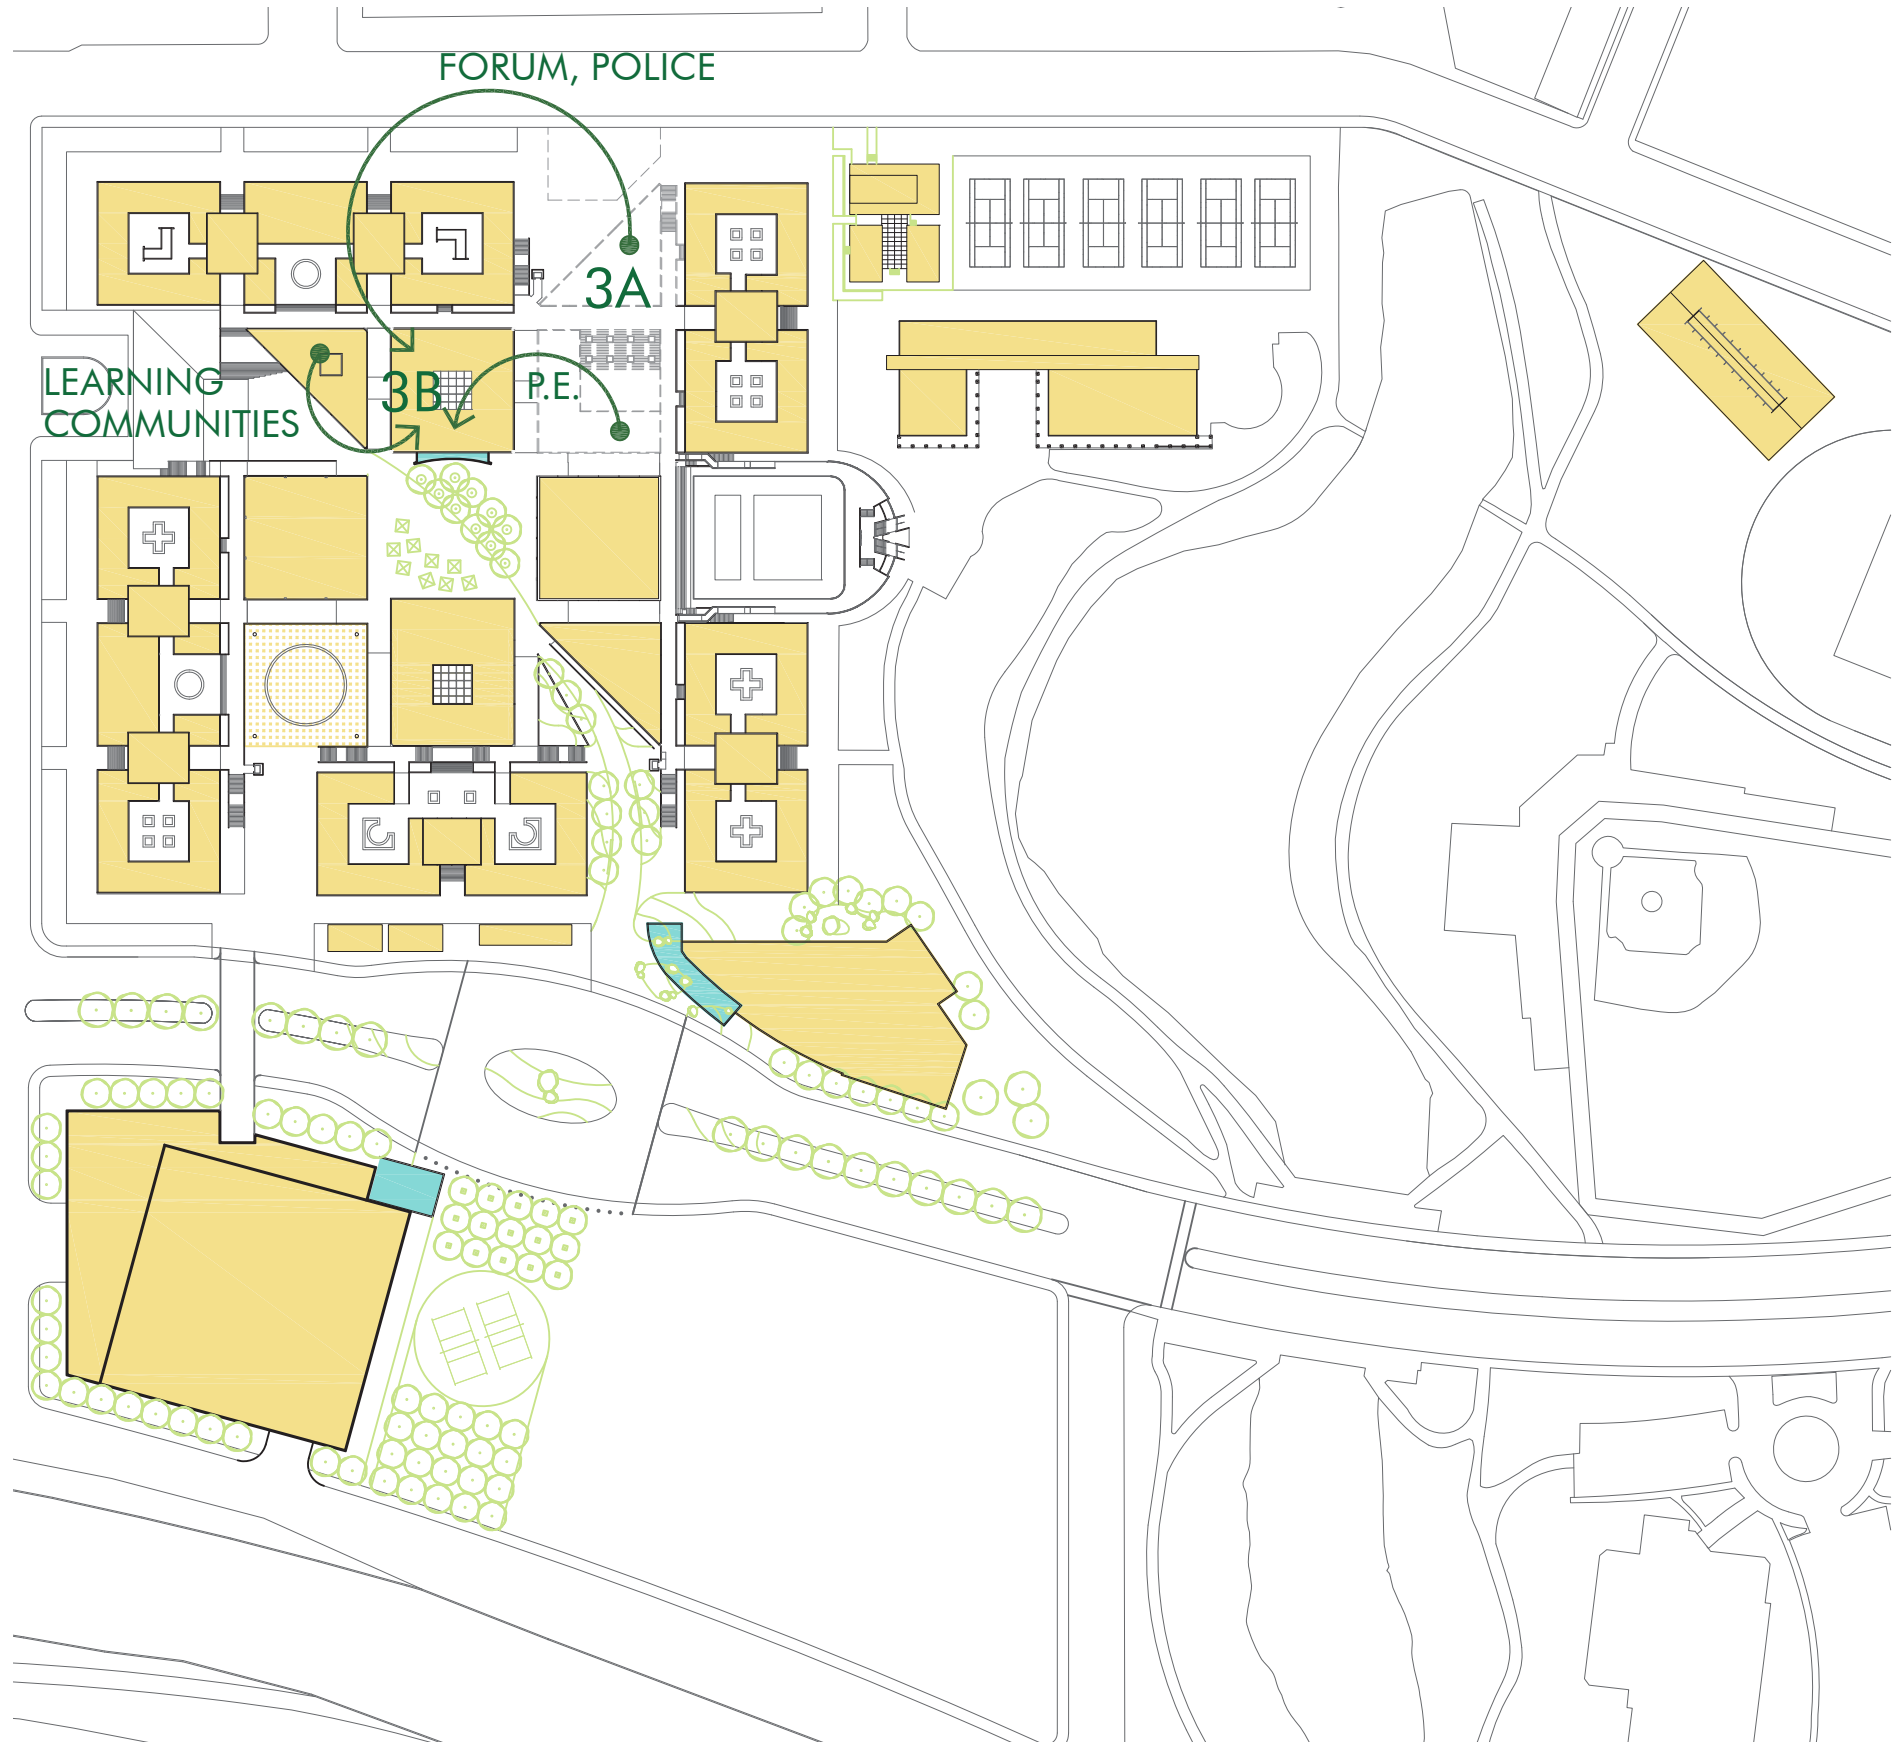 FORUM, POLICE
3A
3B
P.E.
LEARNING
COMMUNITIES